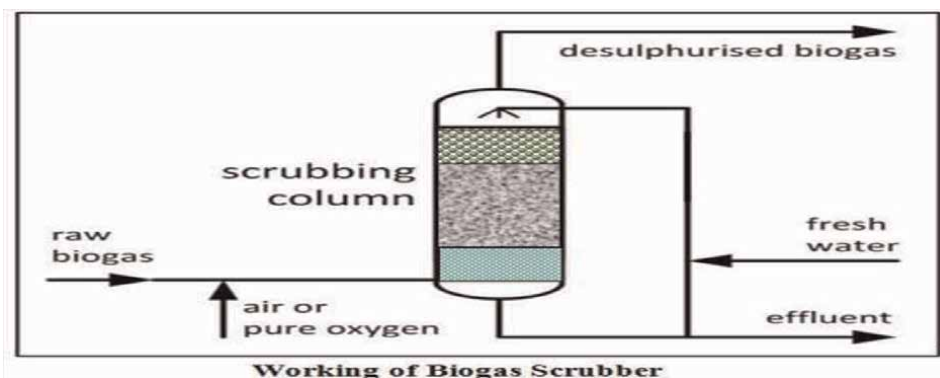 desulphurised biogas
scrubbing
column
raw
biogas
fresh
water
air or
pure oxygen
effluent
Working of Biogas Scrubber